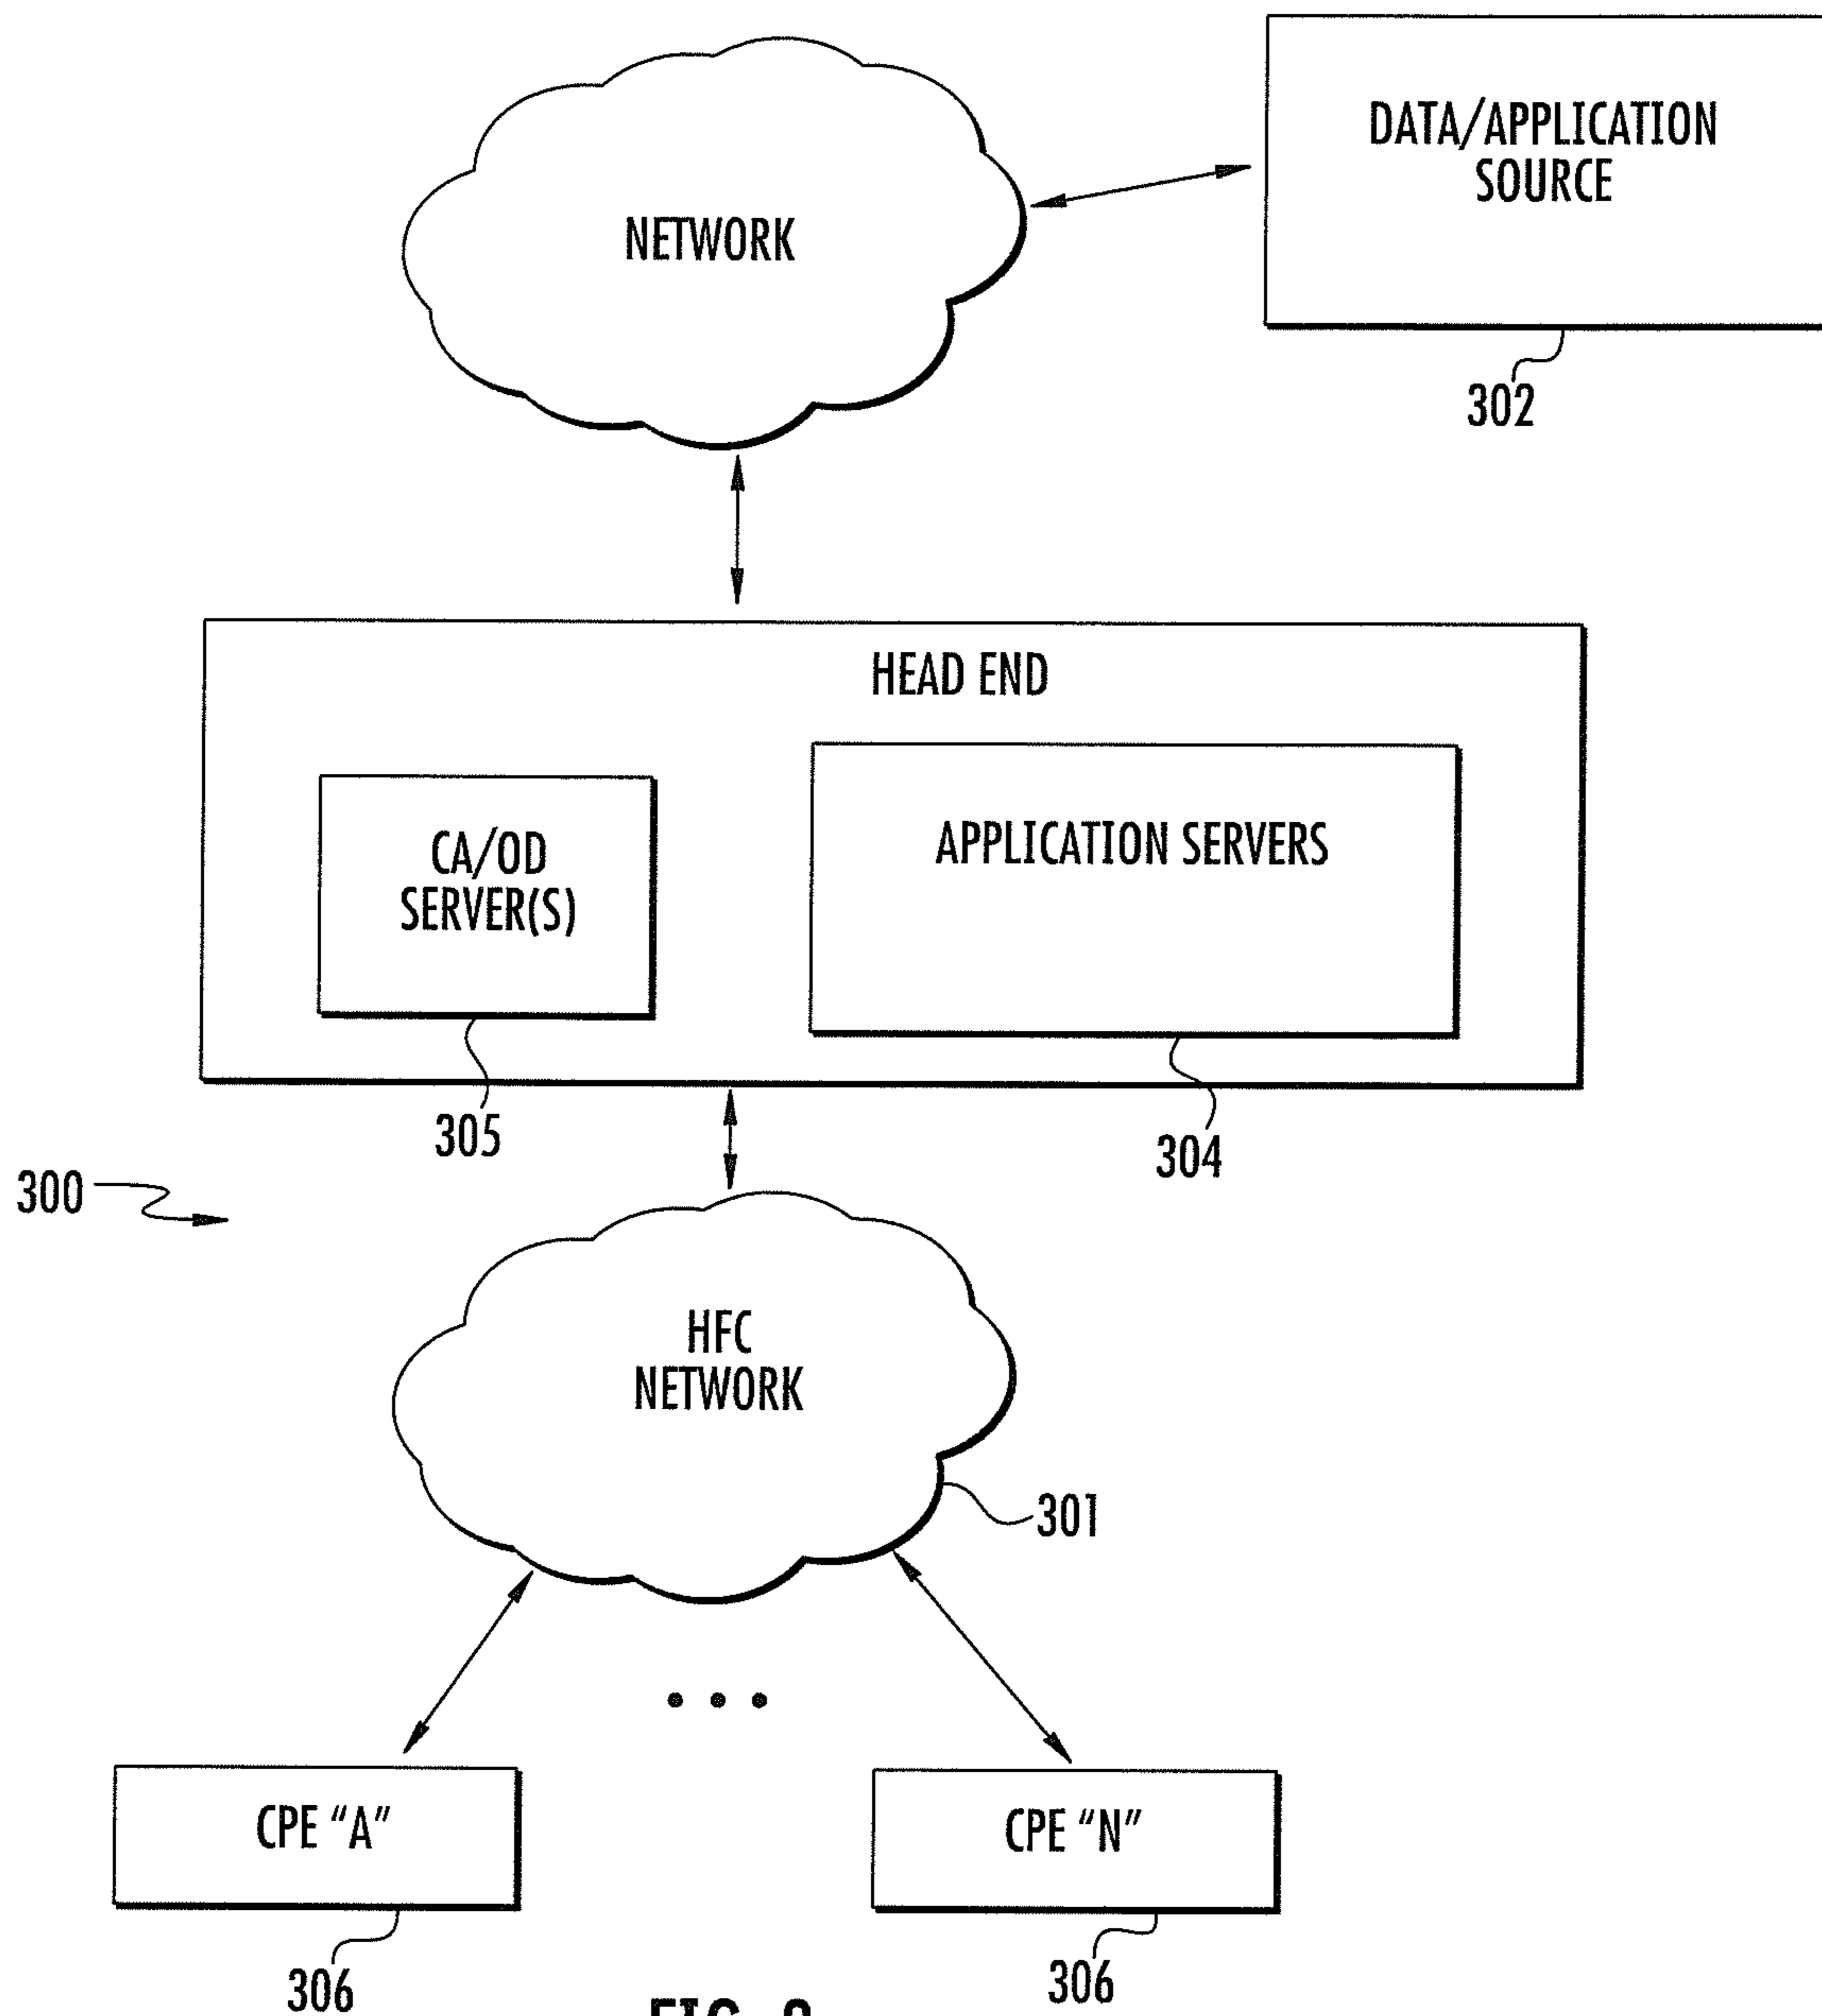 DATA/APPLICATION
SOURCE
NETWORK
302
HEAD END
CA/OD
SERVER(S)
APPLICATION SERVERS
305
304
300
HFC
NETWORK
301
CPE “A”
CPE “N”
306
306
FIG.